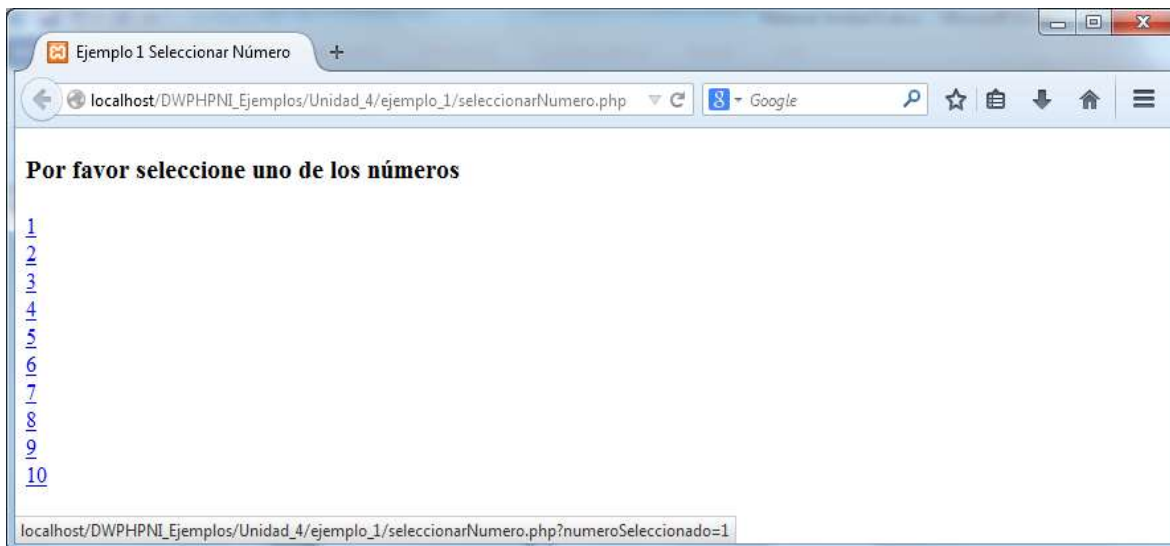 Ejemplo 1 Seleccionar Número
localhost/DWPHPNI_Ejemplos/Unidad_4/ejemplo_1/seleccionarNumero.php
8 Google
Por favor seleccione uno de los números
1
2
3
4
5
6
7
8
9
10
localhost/DWPHPNI_Ejemplos/Unidad_4/ejemplo_1/seleccionarNumero.php?numeroSeleccionado=1